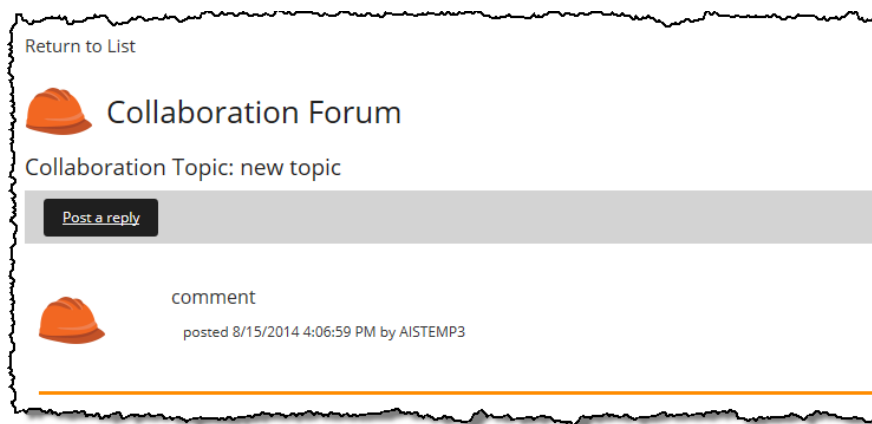 Return to List
Collaboration Forum
Collaboration Topic: new topic
Post a reply
comment
posted 8/15/2014 4:06:59 PM by AISTEMP3